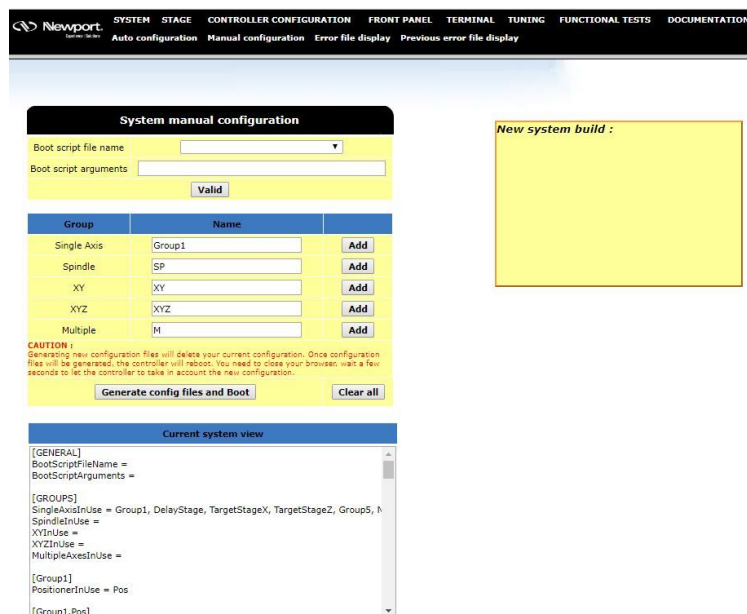 Newport.
SYSTEM STAGE CONTROLLER CONFIGURATION FRONT PANEL TERMINAL TUNING FUNCTIONAL TESTS DOCUMENTATION
Auto configuration Manual configuration Error file display Previous error file display
System manual configuration
Boot script file name
Boot script arguments
Valid
New system build :
Group Name
Single Axis Group1 Add
Spindle SP Add
XY XY Add
XYZ XYZ Add
Multiple M Add
CAUTION :
Generating new configuration files will delete your current configuration. Once configuration
files will be generated, the controller will reboot. You need to close your browser, wait a few
seconds to let the controller to take in account the new configuration.
Generate config files and Boot Clear all
Current system view
[GENERAL]
BootScriptFileName =
BootScriptArguments =
[GROUPS]
SingleAxisInUse = Group1, DelayStage, TargetStageX, TargetStageZ, Group5,
SpindleInUse =
XYInUse =
XYZInUse =
MultipleAxesInUse =
[Group1]
PositionerInUse = Pos
[Group1.Pos]